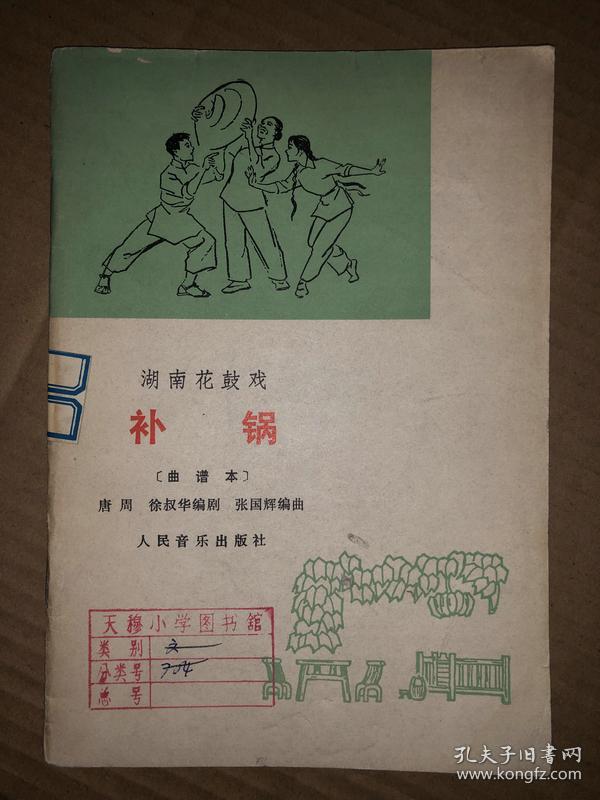 湖南花鼓戏
补锅
〔曲谱本〕
唐周 徐叔华编剧 张国辉编曲
人民音乐出版社
天穆小学图书馆
类别 文
分类号 704
总号
孔夫子旧书网
www.kongfz.com